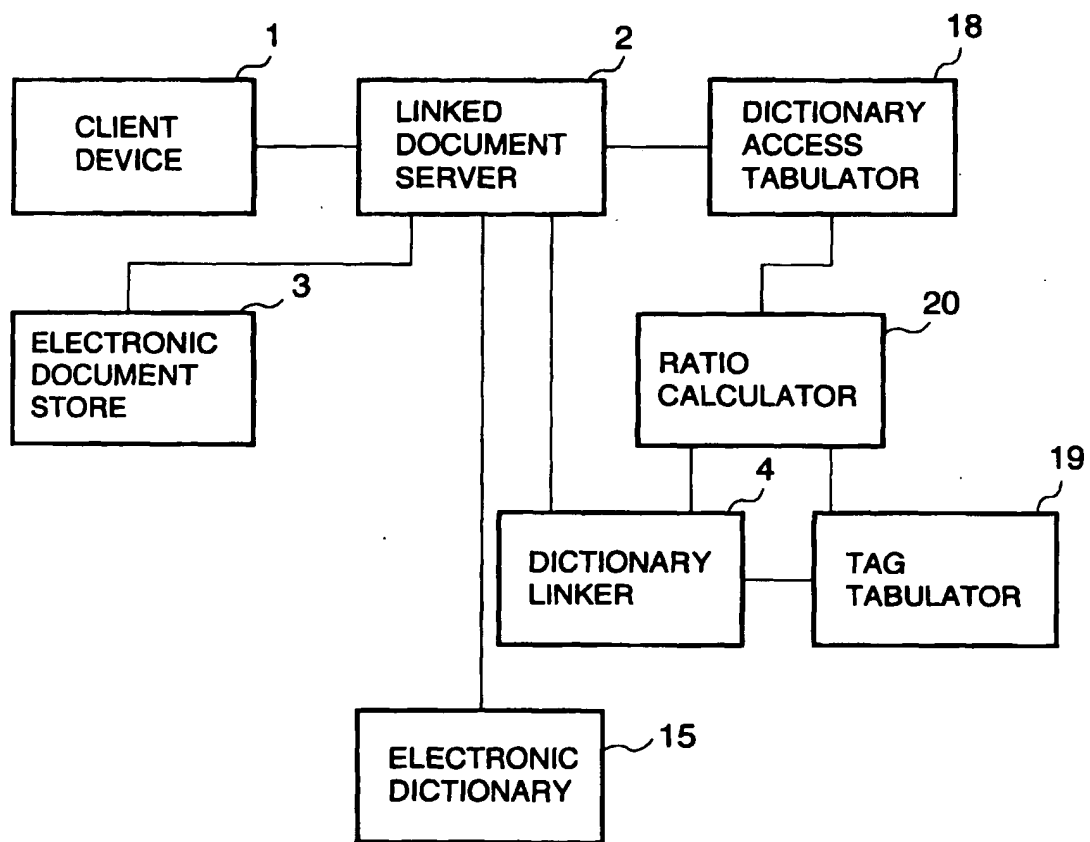 1
CLIENT
DEVICE
2
LINKED
DOCUMENT
SERVER
18
DICTIONARY
ACCESS
TABULATOR
3
ELECTRONIC
DOCUMENT
STORE
20
RATIO
CALCULATOR
4
DICTIONARY
LINKER
19
TAG
TABULATOR
15
ELECTRONIC
DICTIONARY